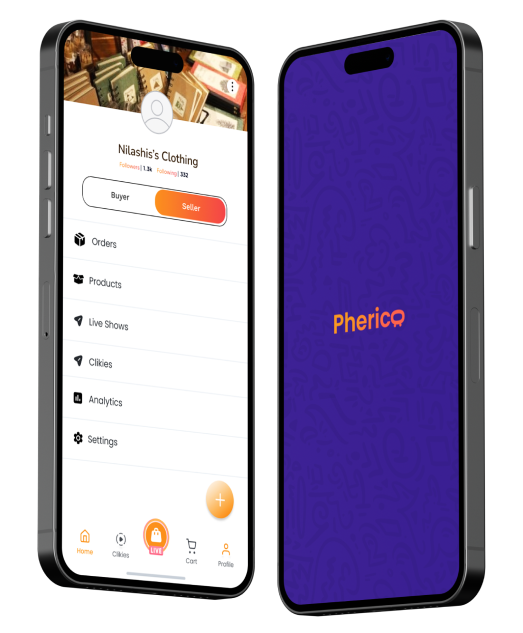 Nilashis's Clothing
Followers | 1.3k Following | 332
Buyer Seller
Orders
Products
Live Shows
Clikies
Analytics
Settings
LIVE
Home Clikies Cart Profile
Pherico